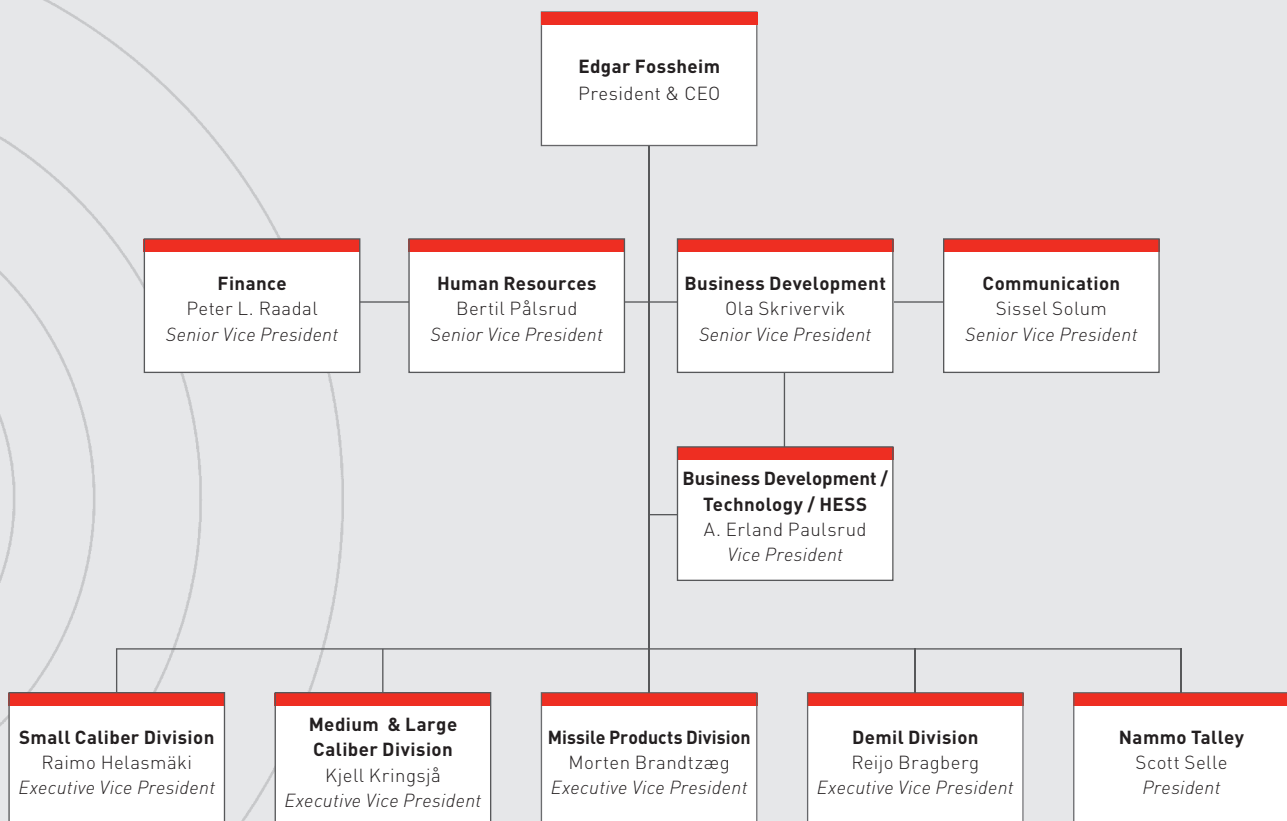 Edgar Fossheim
President & CEO
Finance
Peter L. Raadal
Senior Vice President
Human Resources
Bertil Pålsrud
Senior Vice President
Business Development
Ola Skrivervik
Senior Vice President
Communication
Sissel Solum
Senior Vice President
Business Development /
Technology / HESS
A. Erland Paulsrud
Vice President
Small Caliber Division
Raimo Helasmäki
Executive Vice President
Medium & Large
Caliber Division
Kjell Kringsjå
Executive Vice President
Missile Products Division
Morten Brandtzæg
Executive Vice President
Demil Division
Reijo Bragberg
Executive Vice President
Nammo Talley
Scott Selle
President